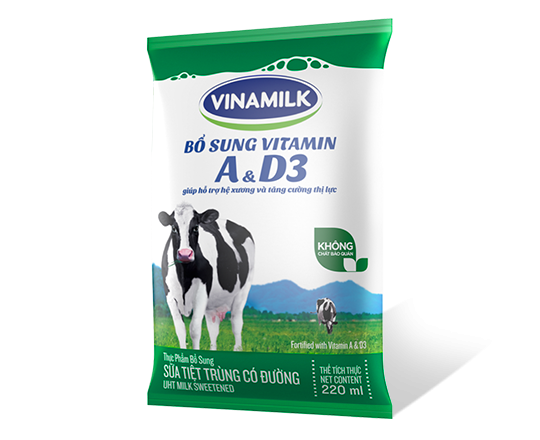 VINAMILK
BỔ SUNG VITAMIN
A & D3
giúp hỗ trợ hệ xương và tăng cường thị lực
KHÔNG
CHẤT BẢO QUẢN
Fortified with Vitamin A & D3
Thực Phẩm Bổ Sung
SỮA TIỆT TRÙNG CÓ ĐƯỜNG
UHT MILK SWEETENED
THỂ TÍCH THỰC
NET CONTENT
220 ml